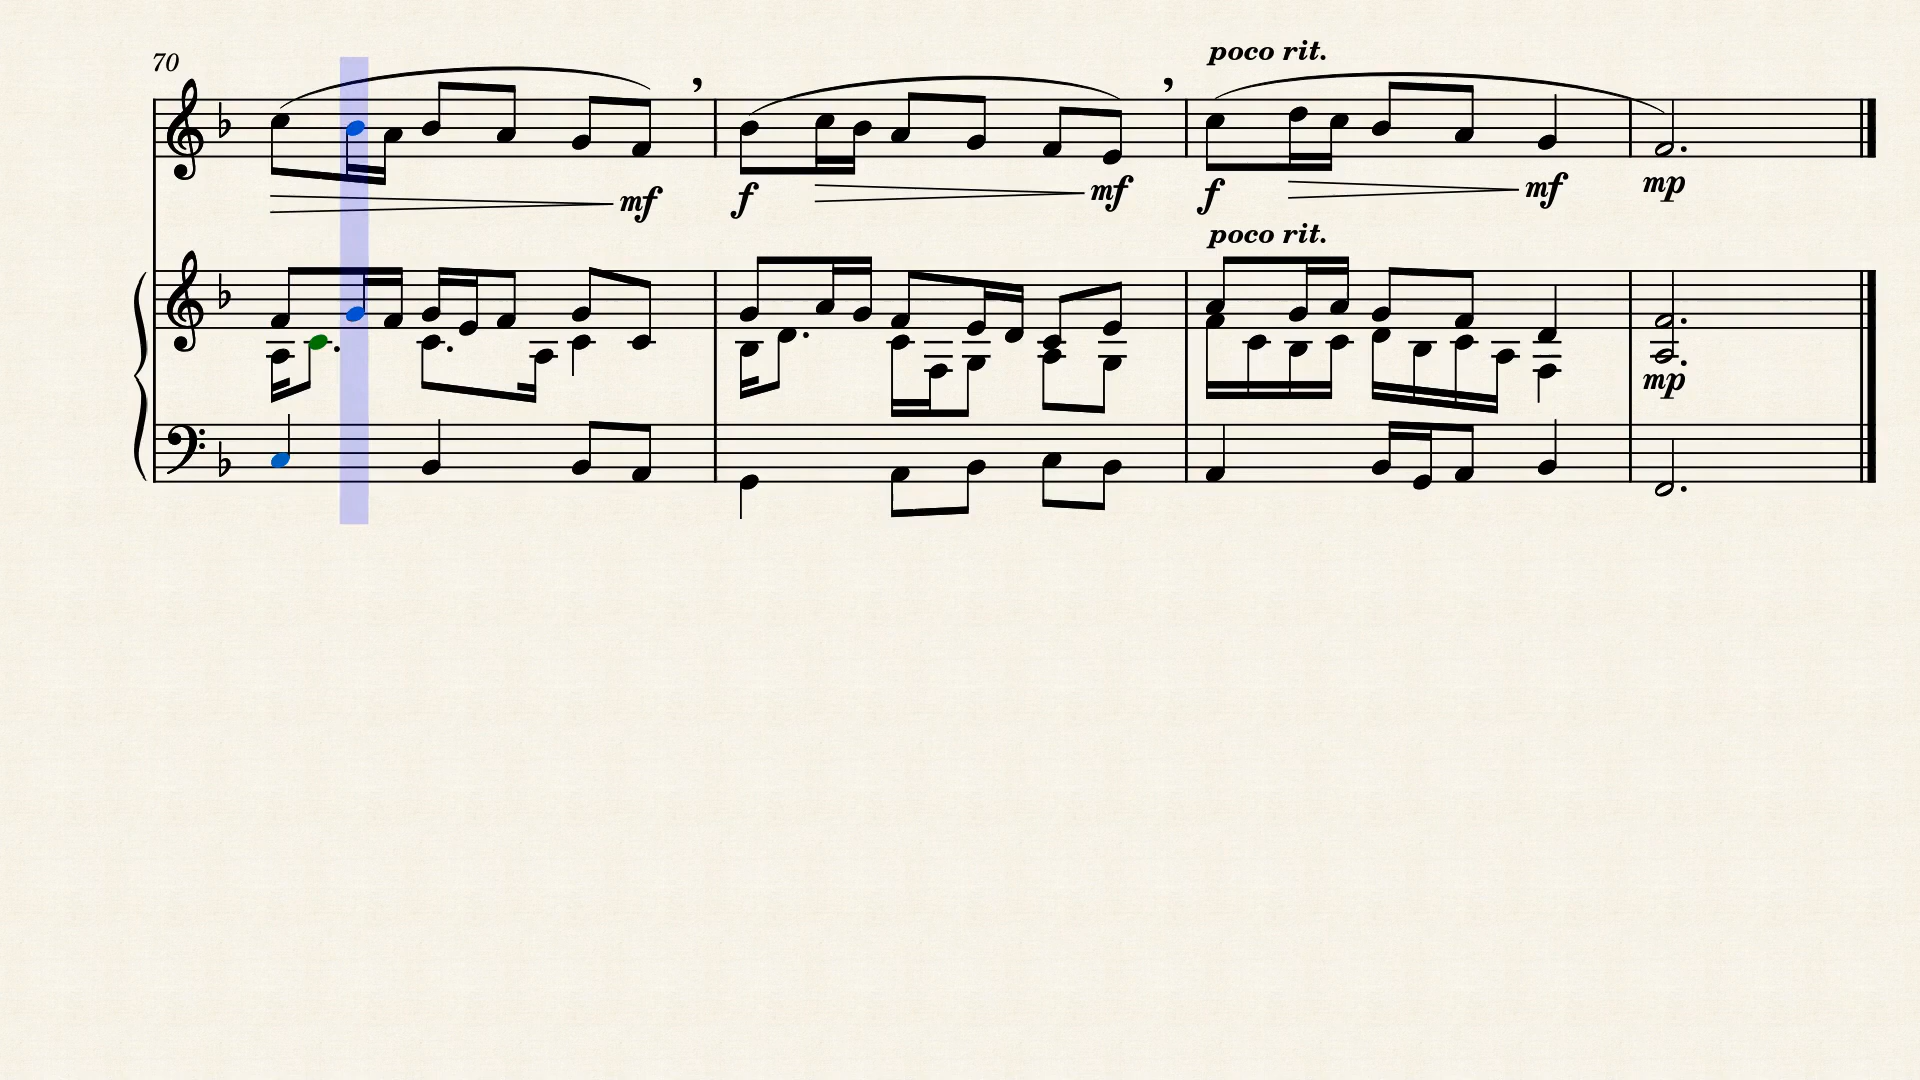 70
poco rit.
mf f mf f mf mp
poco rit.
mp